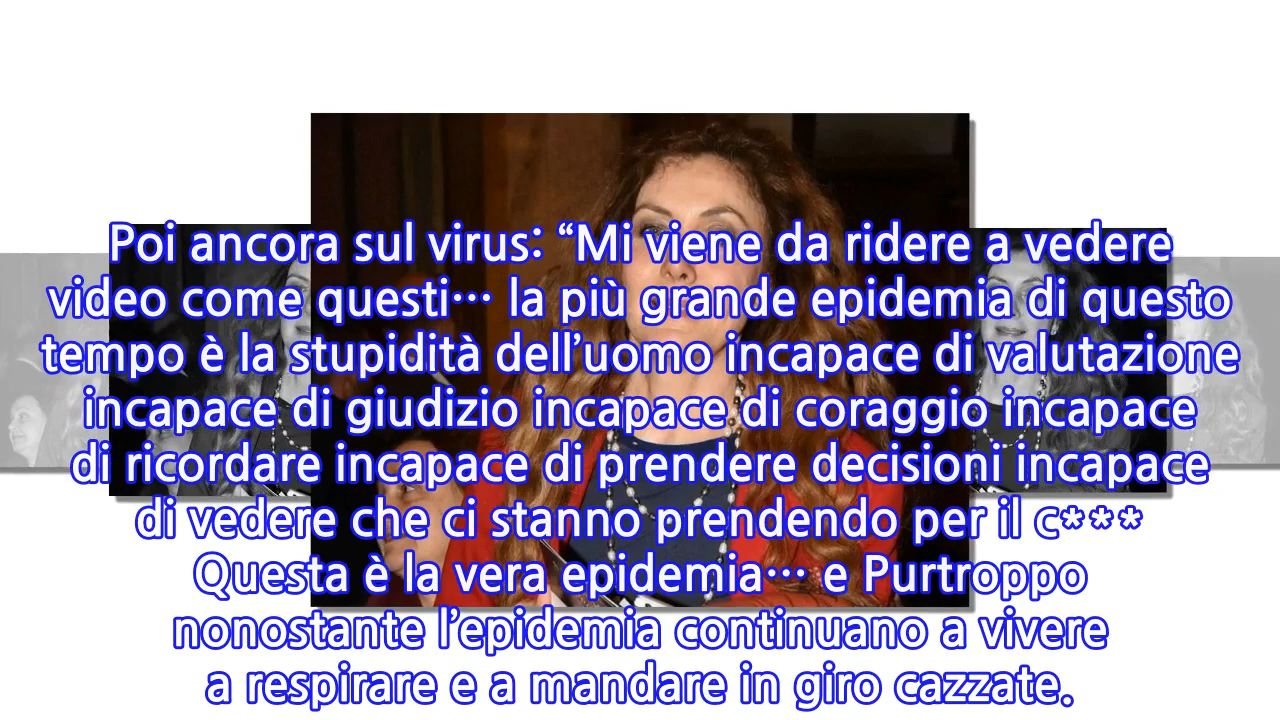 Poi ancora sul virus: “Mi viene da ridere a vedere
video come questi… la più grande epidemia di questo
tempo è la stupidità dell’uomo incapace di valutazione
incapace di giudizio incapace di coraggio incapace
di ricordare incapace di prendere decisioni incapace
di vedere che ci stanno prendendo per il c***
Questa è la vera epidemia… e Purtroppo
nonostante l’epidemia continuano a vivere
a respirare e a mandare in giro cazzate.